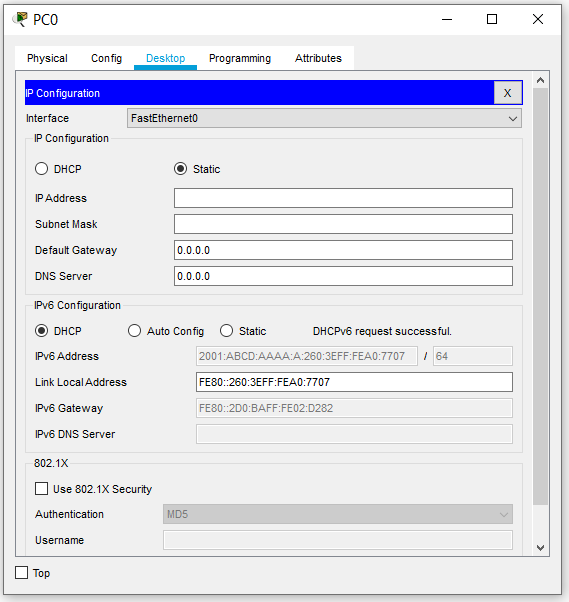 PC0
Physical Config Desktop Programming Attributes
IP Configuration X
Interface FastEthernet0
IP Configuration
DHCP Static
IP Address
Subnet Mask
Default Gateway 0.0.0.0
DNS Server 0.0.0.0
IPv6 Configuration
DHCP Auto Config Static DHCPv6 request successful.
IPv6 Address 2001:ABCD:AAAA:A:260:3EFF:FEA0:7707 / 64
Link Local Address FE80::260:3EFF:FEA0:7707
IPv6 Gateway FE80::2D0:BAFF:FE02:D282
IPv6 DNS Server
802.1X
Use 802.1X Security
Authentication MD5
Username
Top